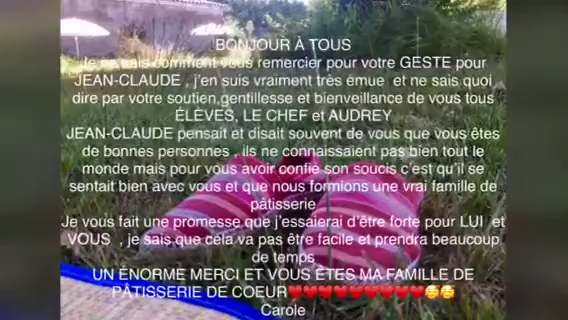 BONJOUR À TOUS
Je ne sais comment vous remercier pour votre GESTE pour
JEAN-CLAUDE , j'en suis vraiment très émue et ne sais quoi
dire par votre soutien,gentillesse et bienveillance de vous tous
ÉLÈVES, LE CHEF et AUDREY
JEAN-CLAUDE pensait et disait souvent de vous que vous êtes
de bonnes personnes , ils ne connaissaient pas bien tout le
monde mais pour vous avoir confié son soucis c'est qu'il se
sentait bien avec vous et que nous formions une vrai famille de
pâtisserie
Je vous fait une promesse que j'essaierai d'être forte pour LUI et
VOUS , je sais que cela va pas être facile et prendra beaucoup
de temps
UN ÉNORME MERCI ET VOUS ÊTES MA FAMILLE DE
PÂTISSERIE DE COEUR❤️❤️❤️❤️❤️❤️❤️❤️❤️❤️🥰🥰
Carole